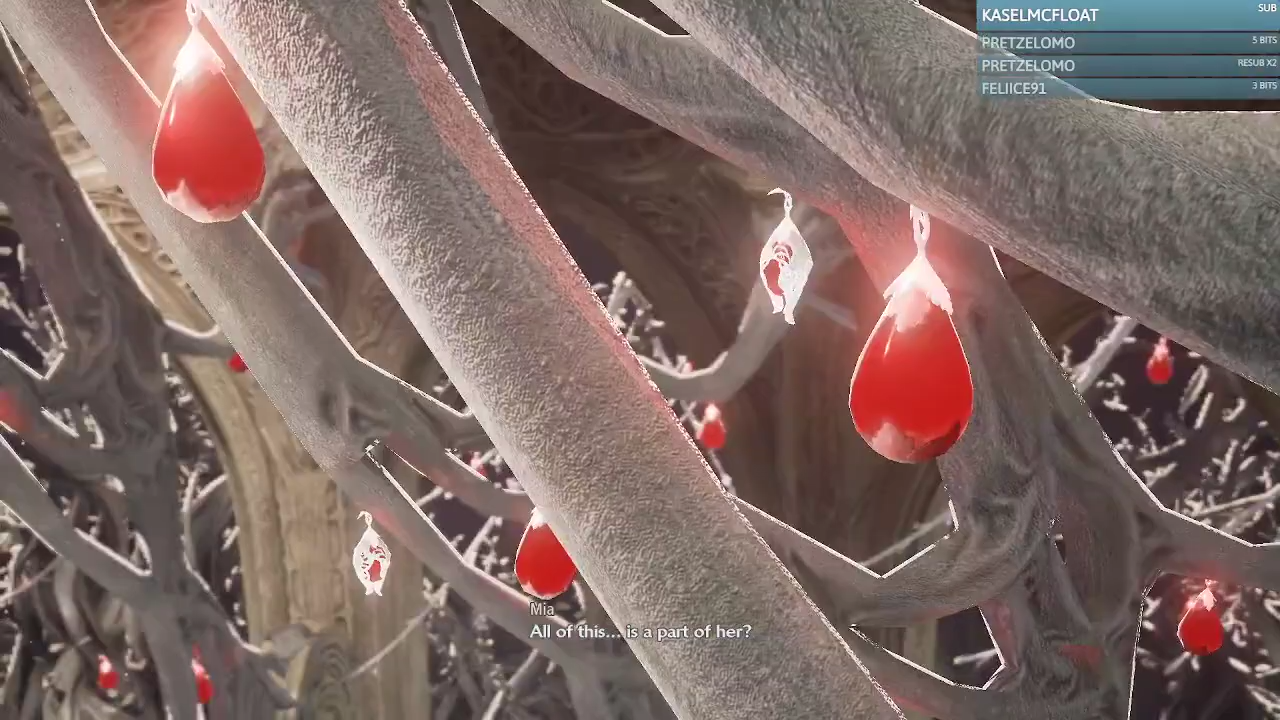 KASELMCFLOAT SUB
PRETZELOMO 5 BITS
PRETZELOMO RESUB X2
FELIICE91 3 BITS
Mia
All of this... is a part of her?